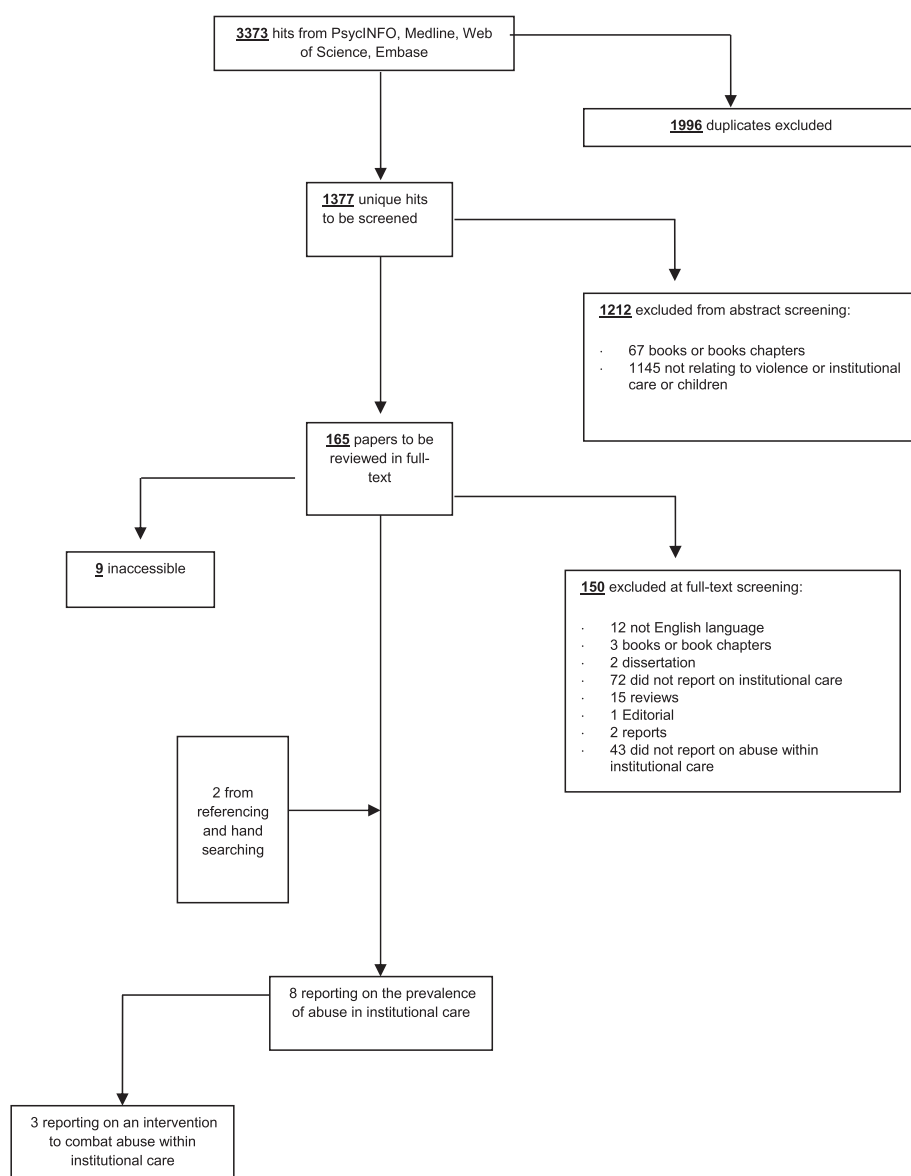 3373 hits from PsycINFO, Medline, Web
of Science, Embase
1996 duplicates excluded
1377 unique hits
to be screened
1212 excluded from abstract screening:
· 67 books or books chapters
· 1145 not relating to violence or institutional
care or children
165 papers to be
reviewed in full-
text
9 inaccessible
150 excluded at full-text screening:
· 12 not English language
· 3 books or book chapters
· 2 dissertation
· 72 did not report on institutional care
· 15 reviews
· 1 Editorial
· 2 reports
· 43 did not report on abuse within
institutional care
2 from
referencing
and hand
searching
8 reporting on the prevalence
of abuse in institutional care
3 reporting on an intervention
to combat abuse within
institutional care